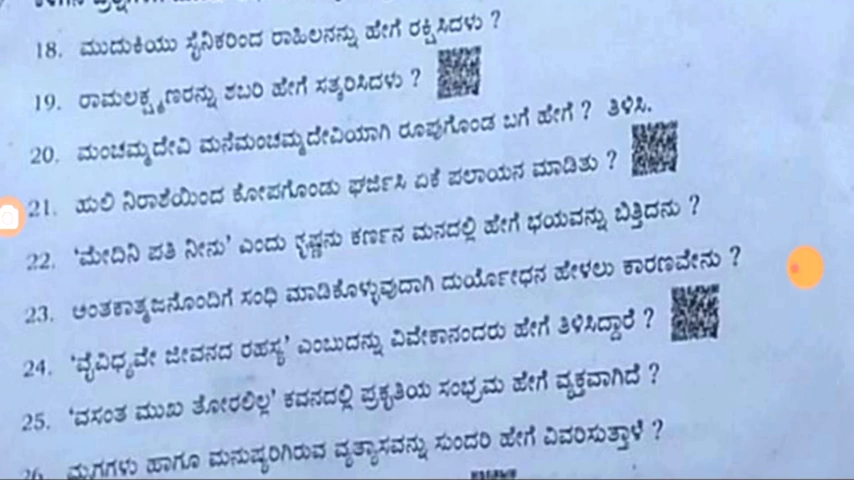 18. ಮುದುಕಿಯು ಸೈನಿಕರಿಂದ ರಾಹಿಲನನ್ನು ಹೇಗೆ ರಕ್ಷಿಸಿದಳು ?
19. ರಾಮಲಕ್ಷ್ಮಣರನ್ನು ಶಬರಿ ಹೇಗೆ ಸತ್ಕರಿಸಿದಳು ?
20. ಮಂಚಮ್ಮದೇವಿ ಮನೆಮಂಚಮ್ಮದೇವಿಯಾಗಿ ರೂಪುಗೊಂಡ ಬಗೆ ಹೇಗೆ ? ತಿಳಿಸಿ.
21. ಹುಲಿ ನಿರಾಶೆಯಿಂದ ಕೋಪಗೊಂಡು ಘರ್ಜಿಸಿ ಏಕೆ ಪಲಾಯನ ಮಾಡಿತು ?
22. ‘ಮೇದಿನಿ ಪತಿ ನೀನು’ ಎಂದು ಕೃಷ್ಣನು ಕರ್ಣನ ಮನದಲ್ಲಿ ಹೇಗೆ ಭಯವನ್ನು ಬಿತ್ತಿದನು ?
23. ಅಂತಕಾತ್ಮಜನೊಂದಿಗೆ ಸಂಧಿ ಮಾಡಿಕೊಳ್ಳುವುದಾಗಿ ದುರ್ಯೋಧನ ಹೇಳಲು ಕಾರಣವೇನು ?
24. ‘ವೈವಿಧ್ಯವೇ ಜೀವನದ ರಹಸ್ಯ’ ಎಂಬುದನ್ನು ವಿವೇಕಾನಂದರು ಹೇಗೆ ತಿಳಿಸಿದ್ದಾರೆ ?
25. ‘ವಸಂತ ಮುಖ ತೋರಲಿಲ್ಲ’ ಕವನದಲ್ಲಿ ಪ್ರಕೃತಿಯ ಸಂಭ್ರಮ ಹೇಗೆ ವ್ಯಕ್ತವಾಗಿದೆ ?
26. ಮೃಗಗಳು ಹಾಗೂ ಮನುಷ್ಯರಿಗಿರುವ ವ್ಯತ್ಯಾಸವನ್ನು ಸುಂದರಿ ಹೇಗೆ ವಿವರಿಸುತ್ತಾಳೆ ?